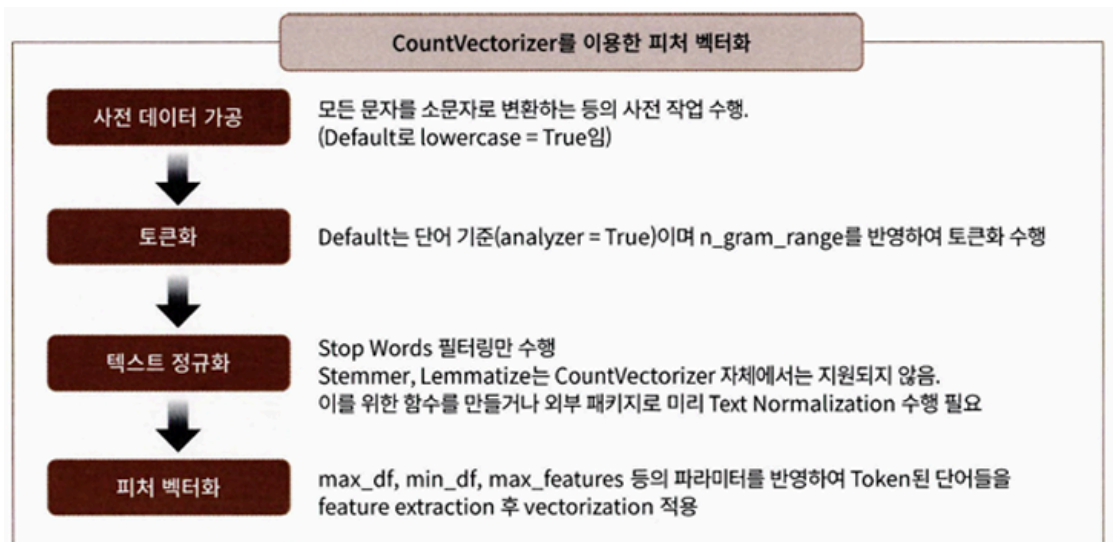 CountVectorizer를 이용한 피처 벡터화
사전 데이터 가공
모든 문자를 소문자로 변환하는 등의 사전 작업 수행.
(Default로 lowercase = True임)
토큰화
Default는 단어 기준(analyzer = True)이며 n_gram_range를 반영하여 토큰화 수행
텍스트 정규화
Stop Words 필터링만 수행
Stemmer, Lemmatize는 CountVectorizer 자체에서는 지원되지 않음.
이를 위한 함수를 만들거나 외부 패키지로 미리 Text Normalization 수행 필요
피처 벡터화
max_df, min_df, max_features 등의 파라미터를 반영하여 Token된 단어들을
feature extraction 후 vectorization 적용